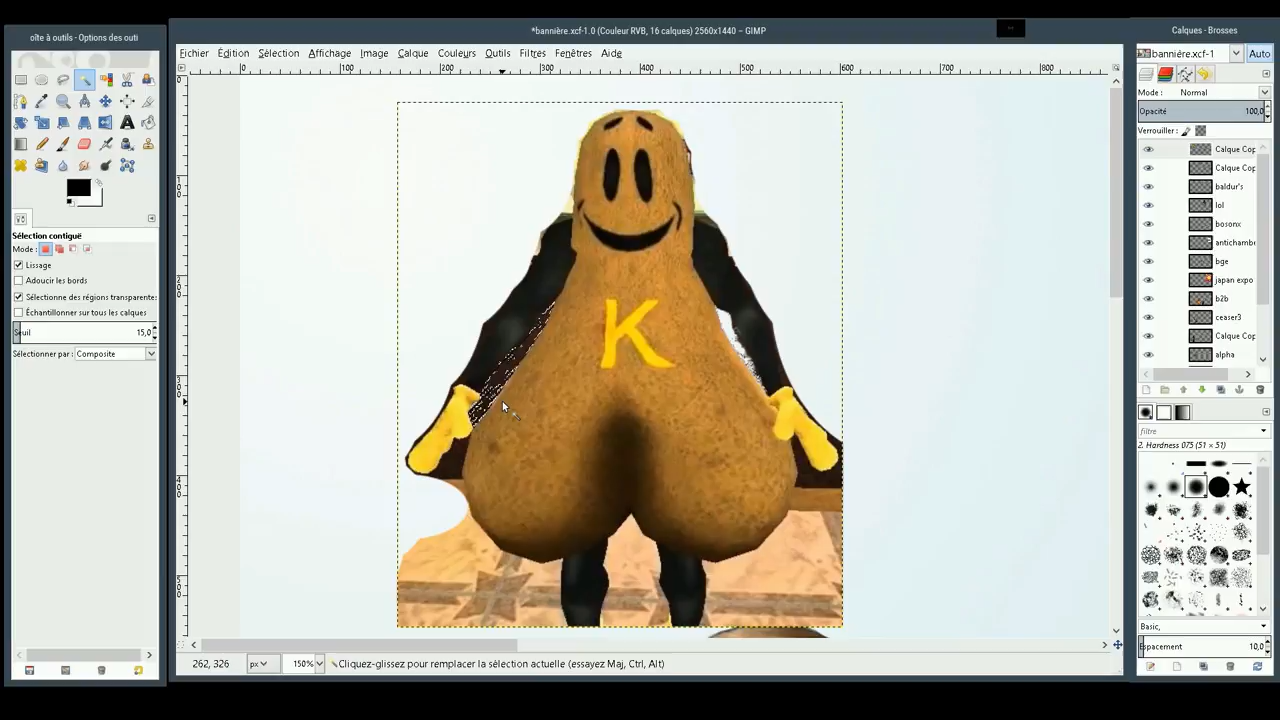 *bannière.xcf-1.0 (Couleur RVB, 16 calques) 2560x1440 – GIMP
oîte à outils - Options des outi
Calques - Brosses
Fichier Édition Sélection Affichage Image Calque Couleurs Outils Filtres Fenêtres Aide
bannière.xcf-1 Auto
0 100 200 300 400 500 600 700 800
Mode: Normal
Opacité 100,0
Verrouiller :
Calque Cop
Calque Cop
baldur's
lol
bosonx
antichamb
bge
japan expo
b2b
ceaser3
Calque Cop
alpha
K
Sélection contiguë
Mode :
Lissage
Adoucir les bords
Sélectionne des régions transparente:
Échantillonner sur tous les calques
Seuil 15,0
Sélectionner par : Composite
filtre
2. Hardness 075 (51 × 51)
Basic,
Espacement 10,0
262, 326 px 150% Cliquez-glissez pour remplacer la sélection actuelle (essayez Maj, Ctrl, Alt)